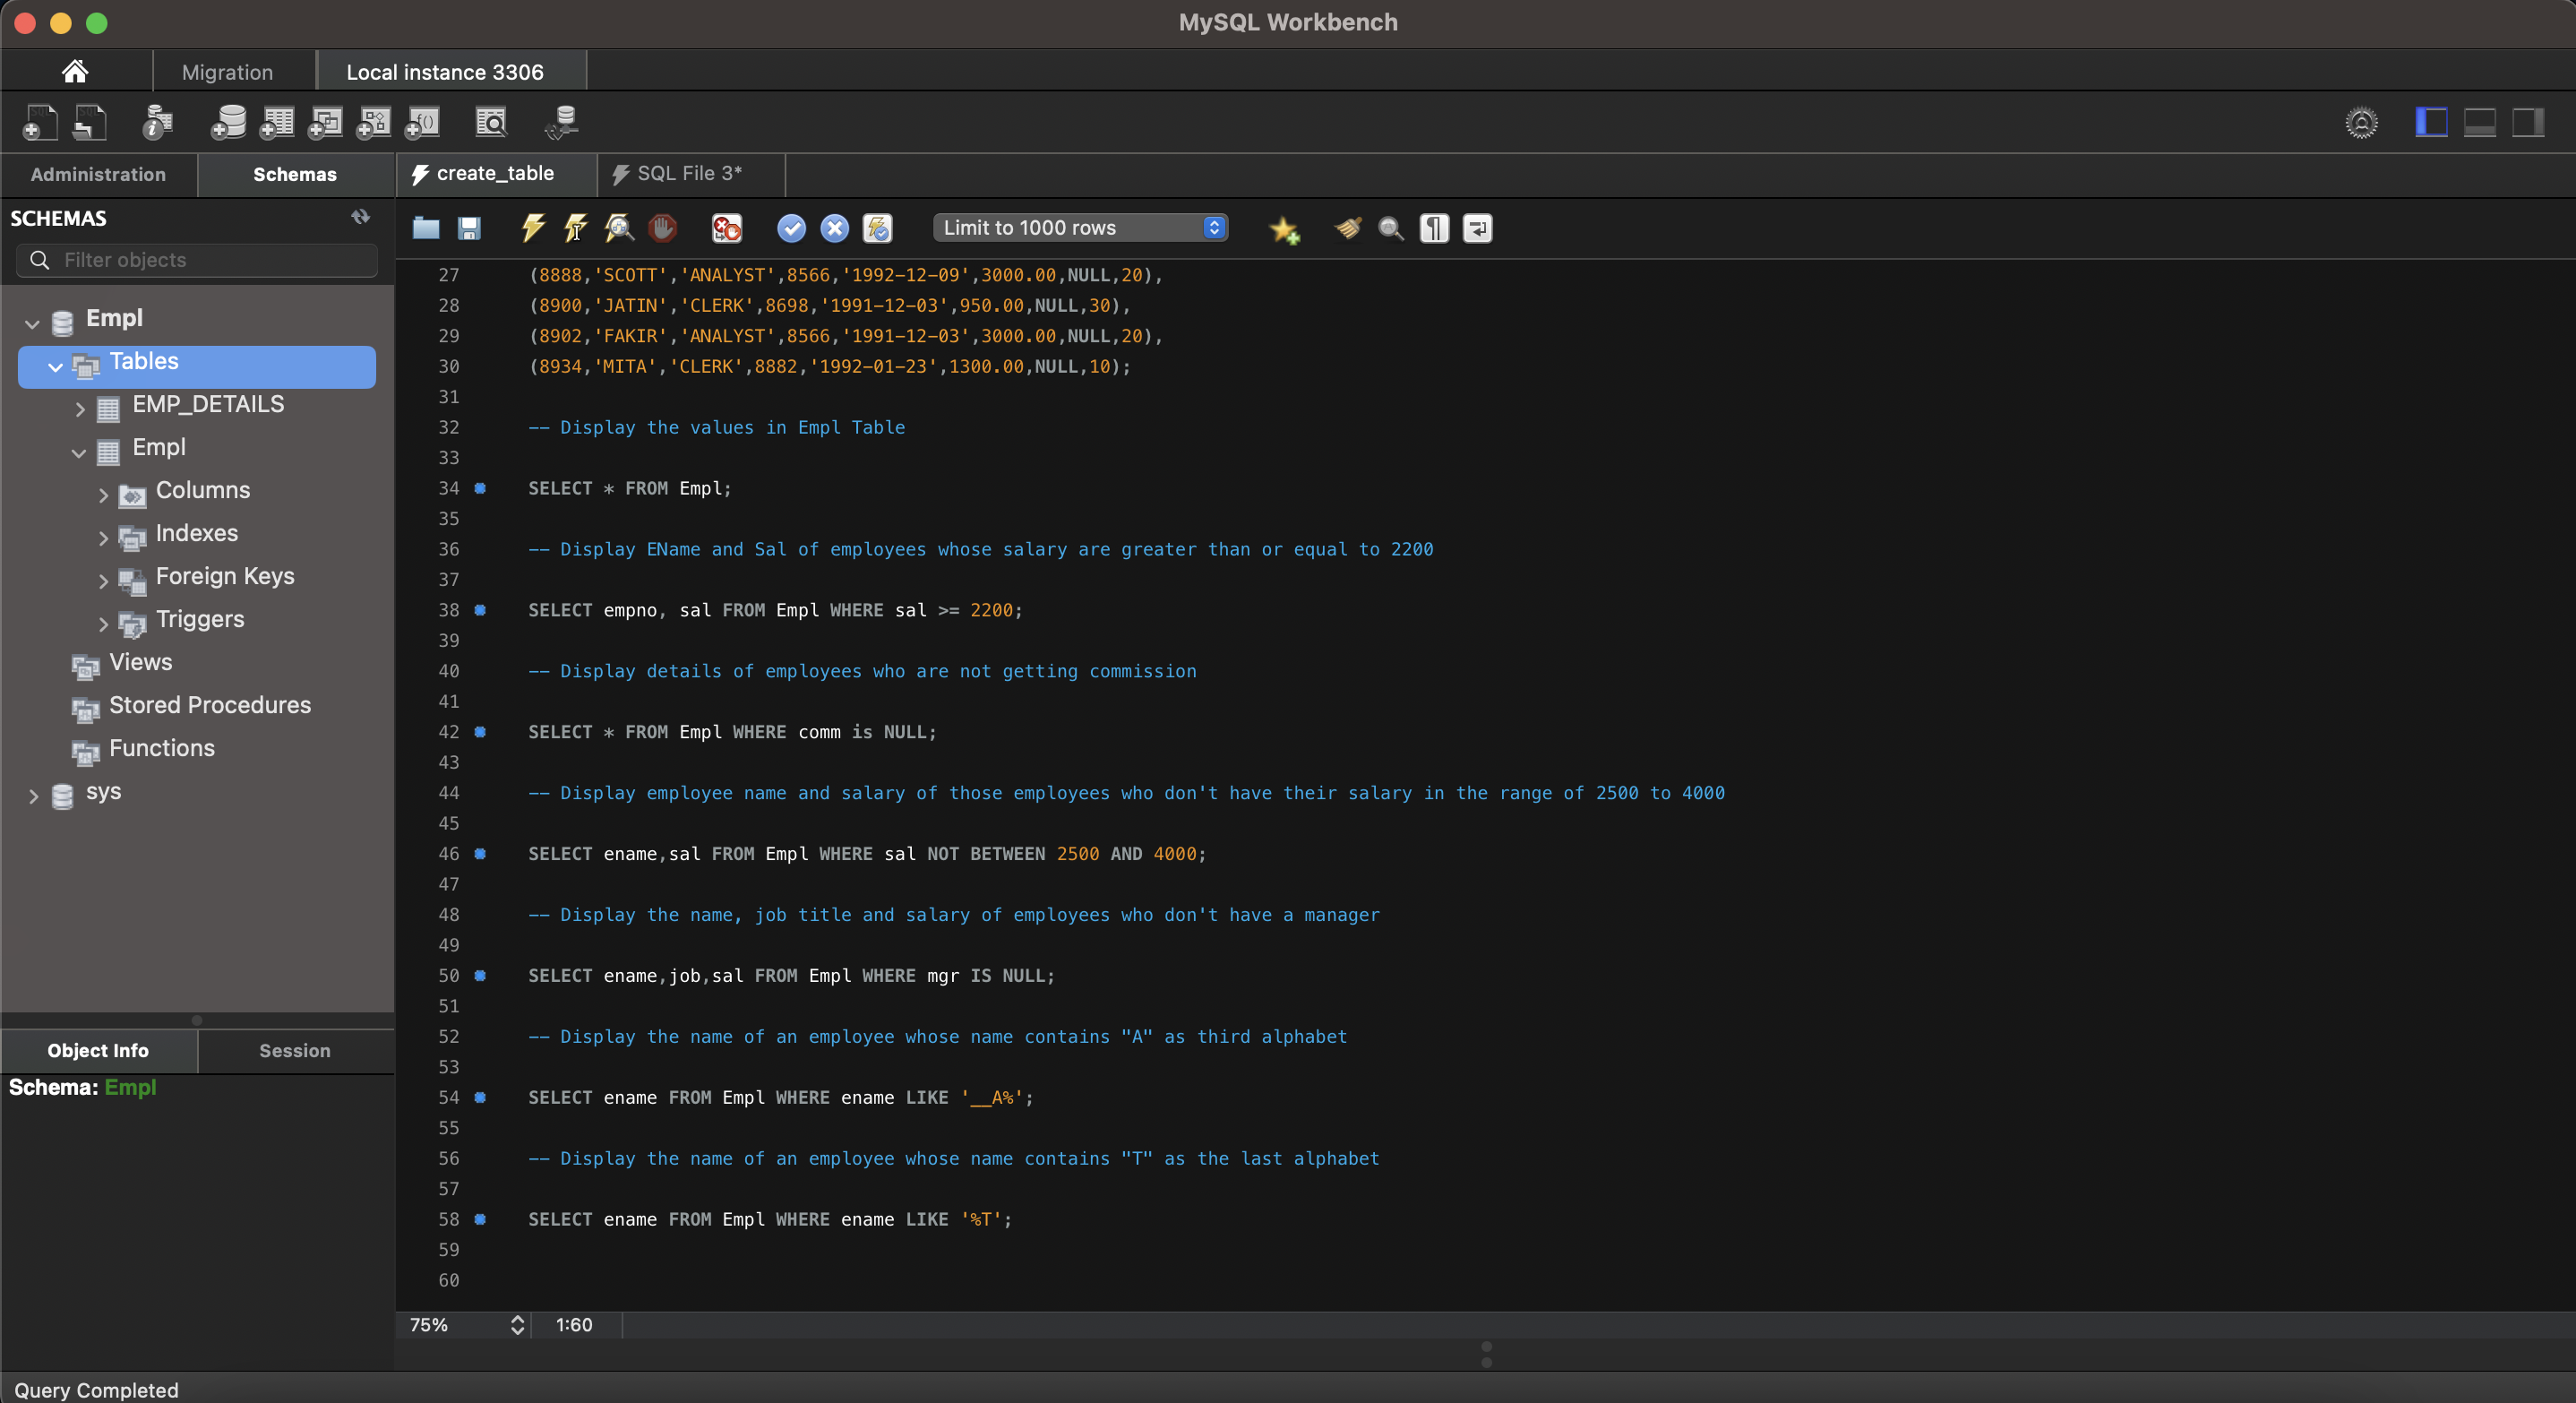 MySQL Workbench
Migration
Local instance 3306
Administration
Schemas
create_table
SQL File 3*
SCHEMAS
Filter objects
Limit to 1000 rows
Empl
Tables
EMP_DETAILS
Empl
Columns
Indexes
Foreign Keys
Triggers
Views
Stored Procedures
Functions
sys
Object Info
Session
Schema: Empl
27 (8888,'SCOTT','ANALYST',8566,'1992-12-09',3000.00,NULL,20),
28 (8900,'JATIN','CLERK',8698,'1991-12-03',950.00,NULL,30),
29 (8902,'FAKIR','ANALYST',8566,'1991-12-03',3000.00,NULL,20),
30 (8934,'MITA','CLERK',8882,'1992-01-23',1300.00,NULL,10);
31
32 -- Display the values in Empl Table
33
34 SELECT * FROM Empl;
35
36 -- Display EName and Sal of employees whose salary are greater than or equal to 2200
37
38 SELECT empno, sal FROM Empl WHERE sal >= 2200;
39
40 -- Display details of employees who are not getting commission
41
42 SELECT * FROM Empl WHERE comm is NULL;
43
44 -- Display employee name and salary of those employees who don't have their salary in the range of 2500 to 4000
45
46 SELECT ename,sal FROM Empl WHERE sal NOT BETWEEN 2500 AND 4000;
47
48 -- Display the name, job title and salary of employees who don't have a manager
49
50 SELECT ename,job,sal FROM Empl WHERE mgr IS NULL;
51
52 -- Display the name of an employee whose name contains "A" as third alphabet
53
54 SELECT ename FROM Empl WHERE ename LIKE '__A%';
55
56 -- Display the name of an employee whose name contains "T" as the last alphabet
57
58 SELECT ename FROM Empl WHERE ename LIKE '%T';
59
60
75%
1:60
Query Completed